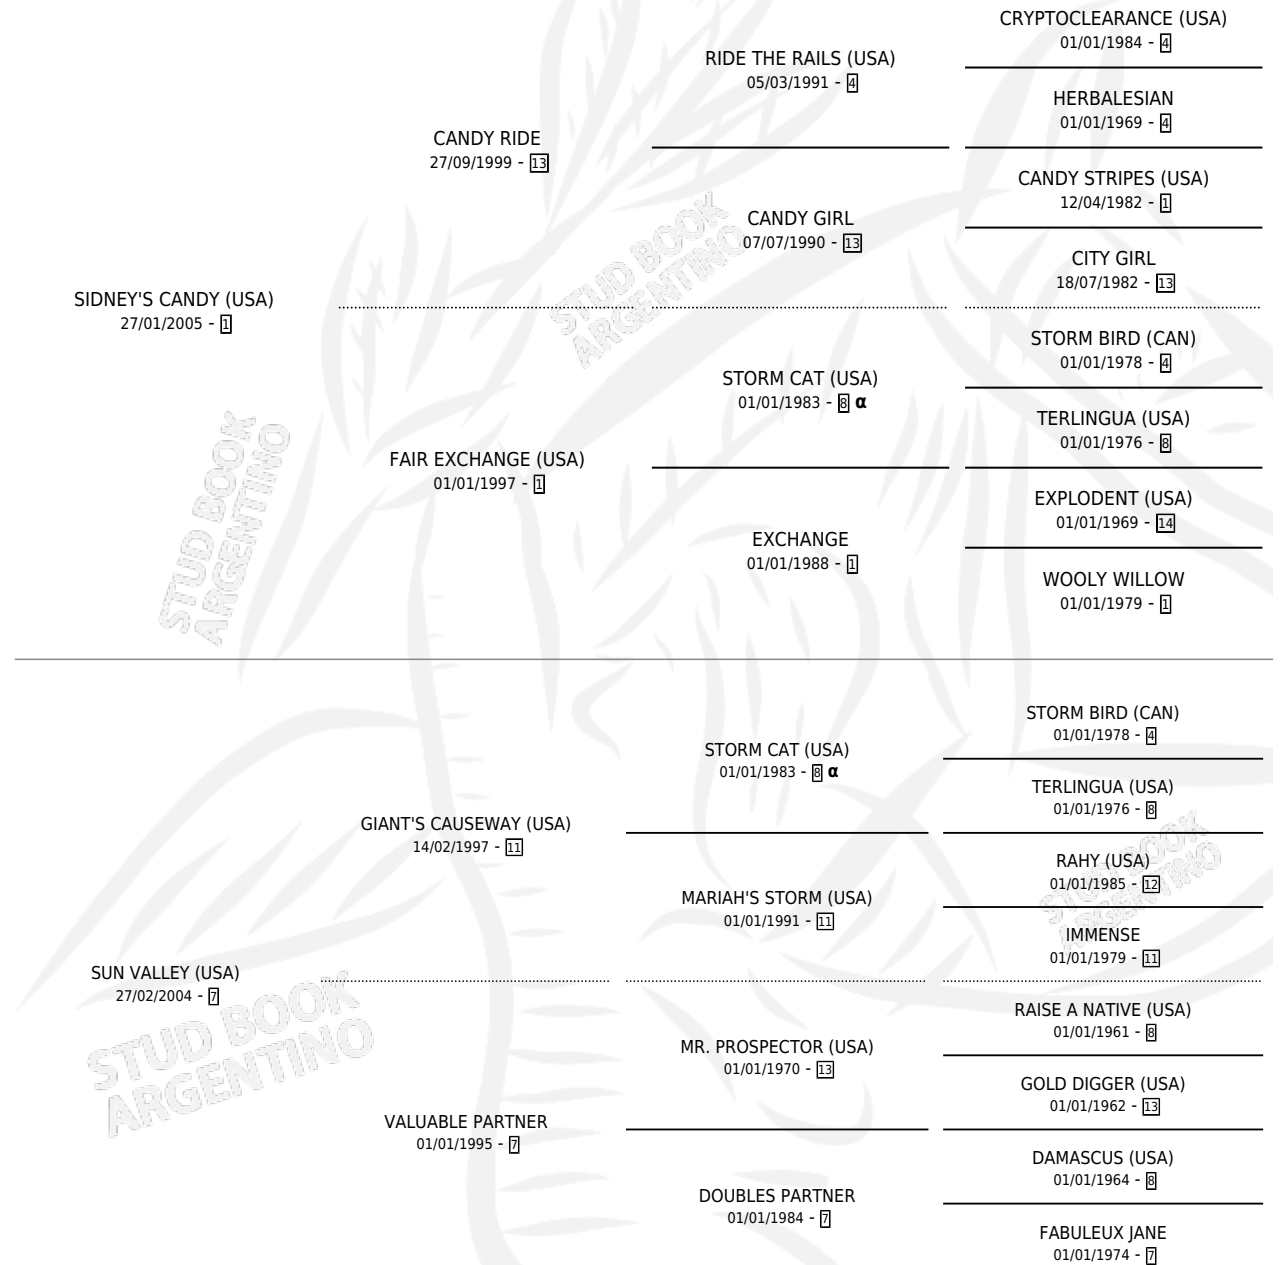 CRYPTOCLEARANCE (USA)
01/01/1984 - 4
RIDE THE RAILS (USA)
05/03/1991 - 4
HERBALESIAN
01/01/1969 - 4
CANDY RIDE
27/09/1999 - 13
CANDY STRIPES (USA)
12/04/1982 - 1
CANDY GIRL
07/07/1990 - 13
CITY GIRL
18/07/1982 - 13
SIDNEY'S CANDY (USA)
27/01/2005 - 1
STUD BOOK
ARGENTINO
STORM BIRD (CAN)
01/01/1978 - 4
STORM CAT (USA)
01/01/1983 - 8 α
TERLINGUA (USA)
01/01/1976 - 8
FAIR EXCHANGE (USA)
01/01/1997 - 1
EXPLODENT (USA)
01/01/1969 - 14
EXCHANGE
01/01/1988 - 1
WOOLY WILLOW
01/01/1979 - 1
STUD BOOK
ARGENTINO
STORM BIRD (CAN)
01/01/1978 - 4
STORM CAT (USA)
01/01/1983 - 8 α
TERLINGUA (USA)
01/01/1976 - 8
GIANT'S CAUSEWAY (USA)
14/02/1997 - 11
RAHY (USA)
01/01/1985 - 12
MARIAH'S STORM (USA)
01/01/1991 - 11
IMMENSE
01/01/1979 - 11
STUD BOOK
ARGENTINO
SUN VALLEY (USA)
27/02/2004 - 7
RAISE A NATIVE (USA)
01/01/1961 - 8
MR. PROSPECTOR (USA)
01/01/1970 - 13
GOLD DIGGER (USA)
01/01/1962 - 13
VALUABLE PARTNER
01/01/1995 - 7
DAMASCUS (USA)
01/01/1964 - 8
DOUBLES PARTNER
01/01/1984 - 7
FABULEUX JANE
01/01/1974 - 7
STUD BOOK
ARGENTINO